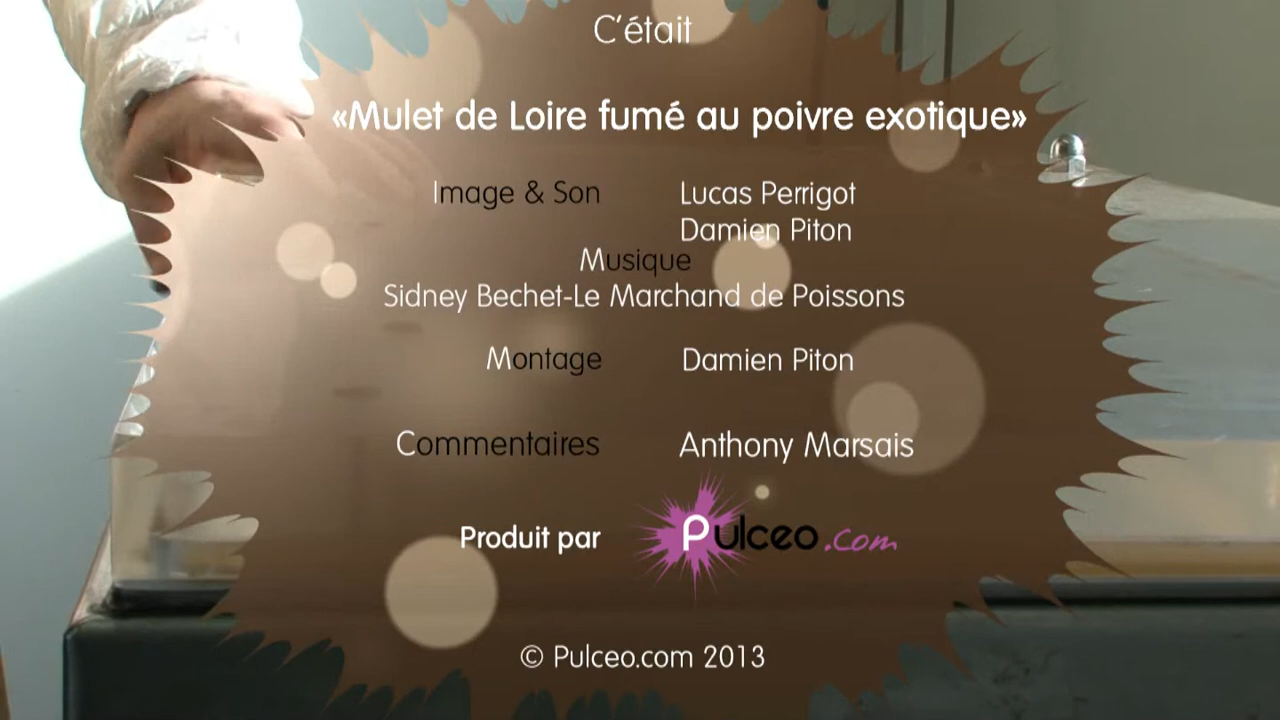 C'était
«Mulet de Loire fumé au poivre exotique»
Image & Son Lucas Perrigot
Damien Piton
Musique
Sidney Bechet-Le Marchand de Poissons
Montage Damien Piton
Commentaires Anthony Marsais
Produit par Pulceo.com
© Pulceo.com 2013